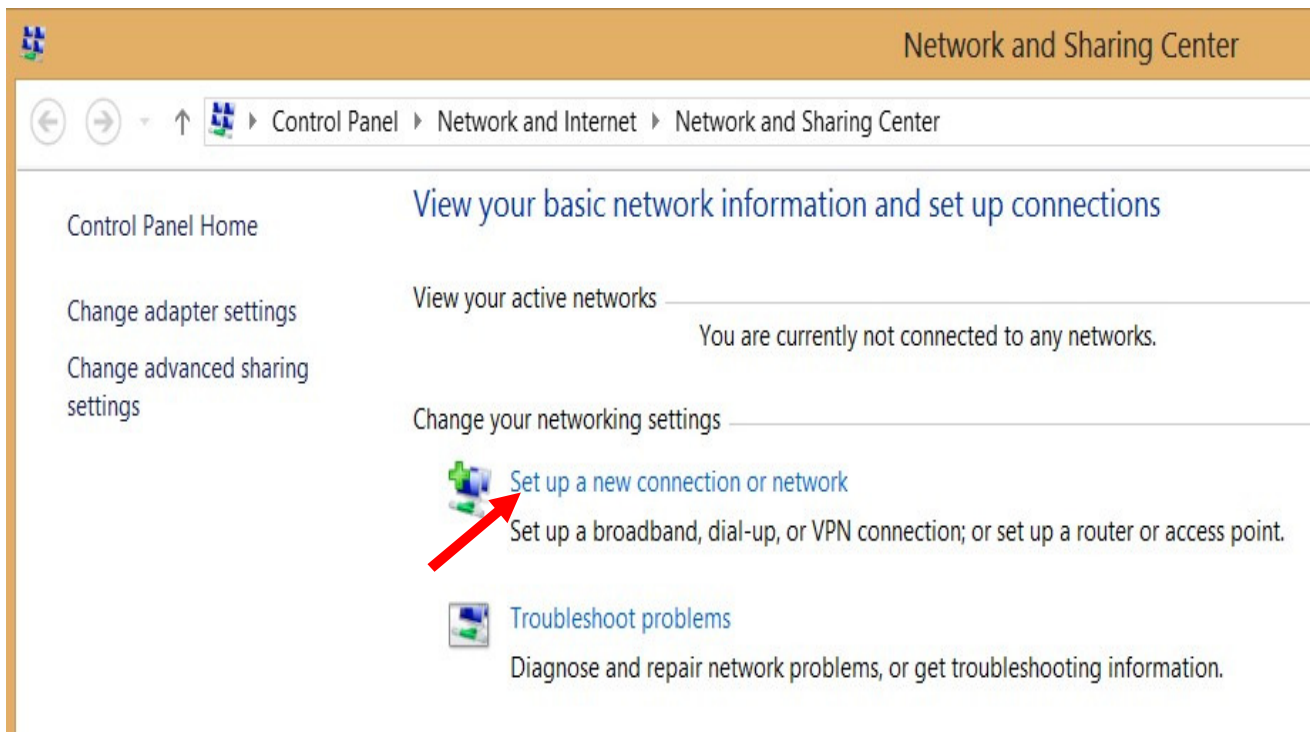 Network and Sharing Center
Control Panel Network and Internet Network and Sharing Center
Control Panel Home
Change adapter settings
Change advanced sharing
settings
View your basic network information and set up connections
View your active networks
You are currently not connected to any networks.
Change your networking settings
Set up a new connection or network
Set up a broadband, dial-up, or VPN connection; or set up a router or access point.
Troubleshoot problems
Diagnose and repair network problems, or get troubleshooting information.